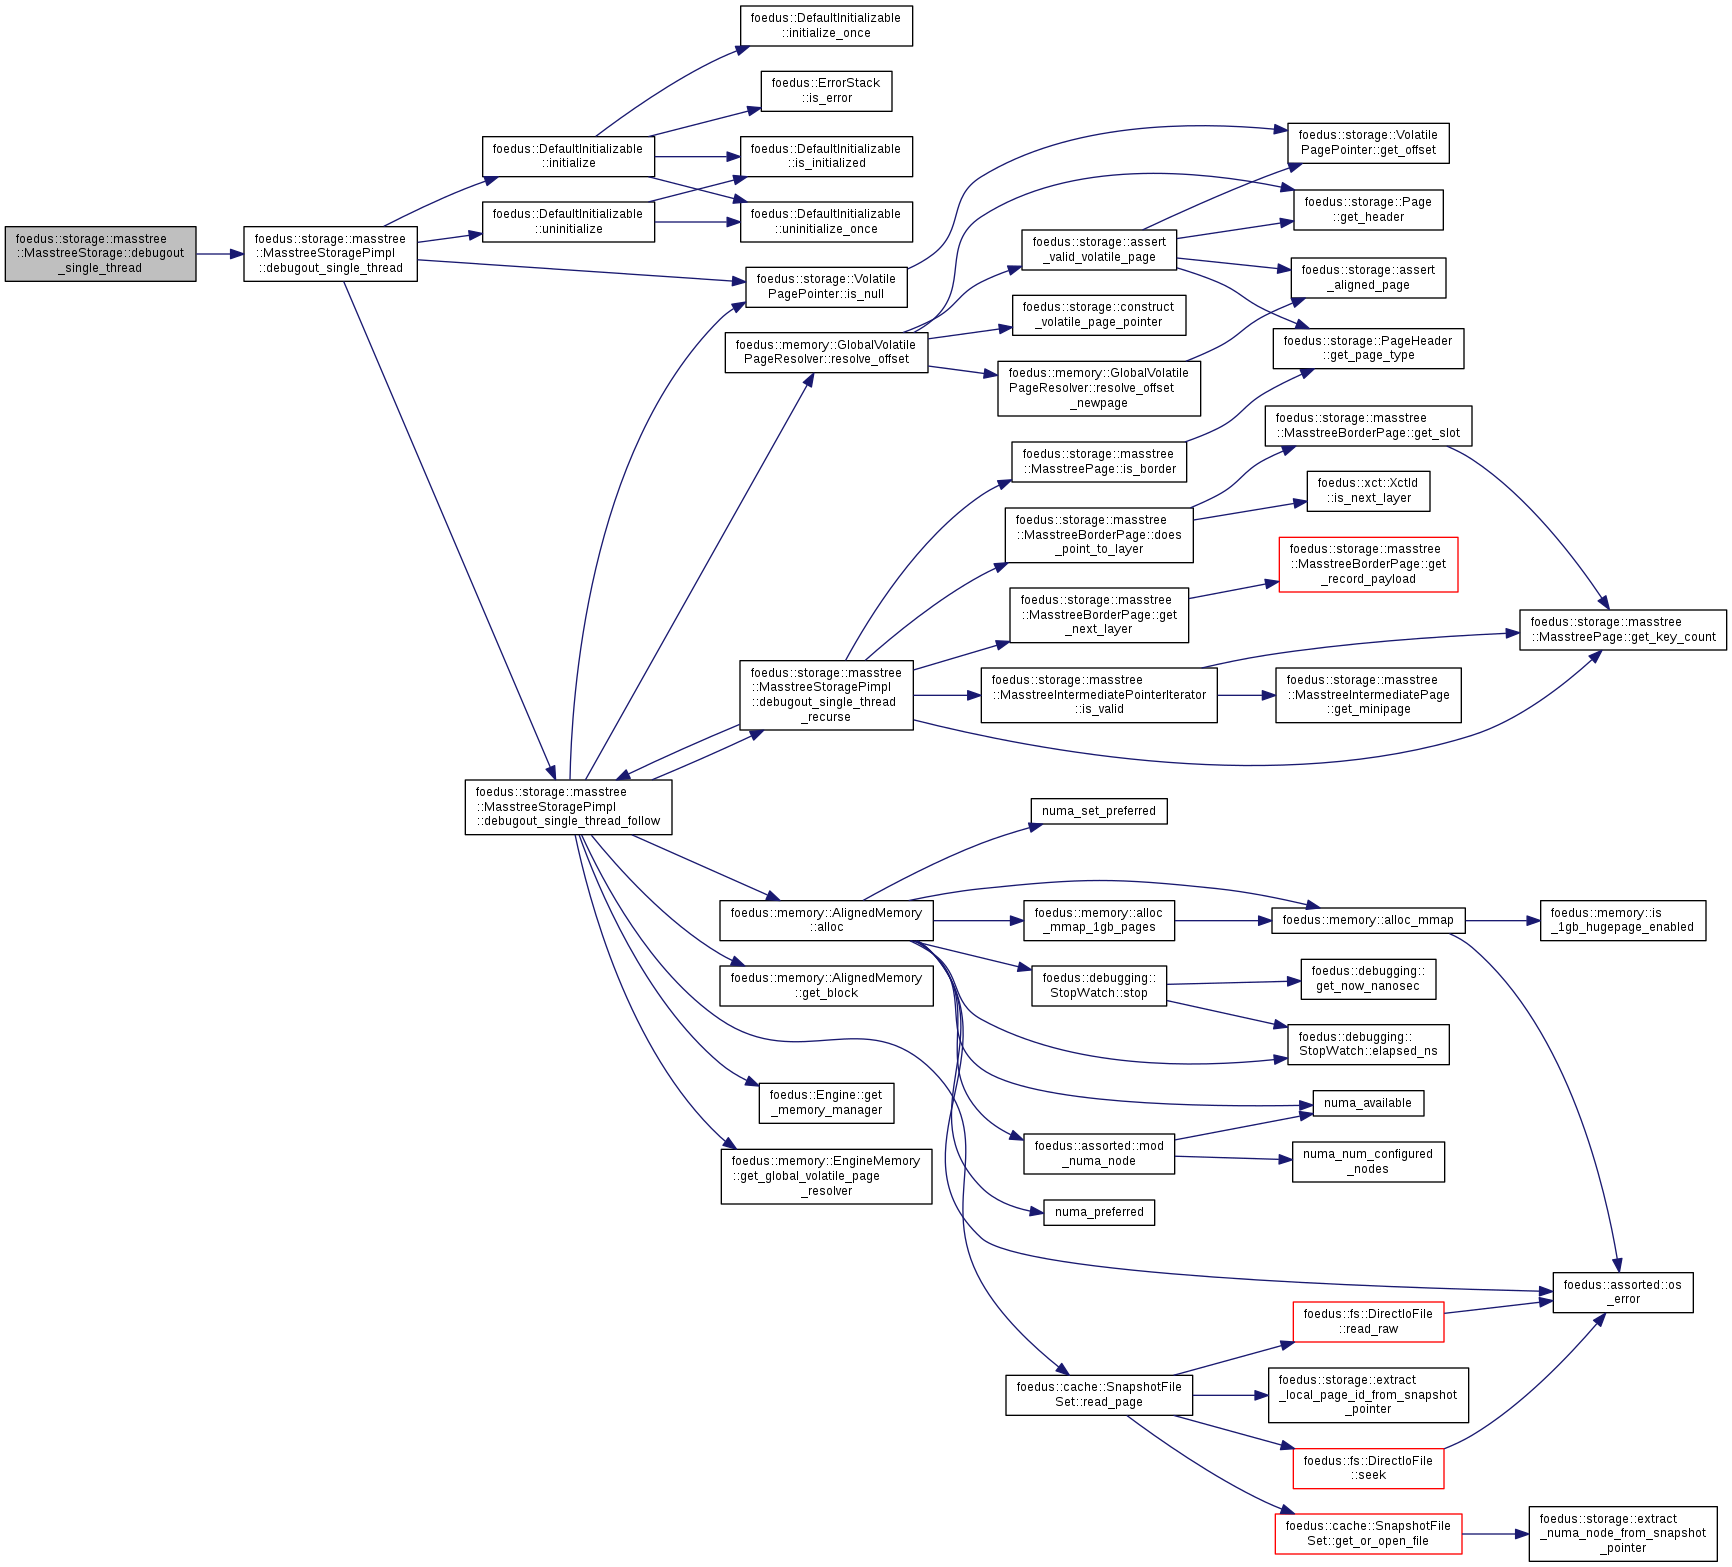 foedus::storage::masstree
::MasstreeStorage::debugout
_single_thread
foedus::storage::masstree
::MasstreeStoragePimpl
::debugout_single_thread
foedus::DefaultInitializable
::initialize
foedus::DefaultInitializable
::uninitialize
foedus::storage::masstree
::MasstreeStoragePimpl
::debugout_single_thread_follow
foedus::DefaultInitializable
::initialize_once
foedus::ErrorStack
::is_error
foedus::DefaultInitializable
::is_initialized
foedus::DefaultInitializable
::uninitialize_once
foedus::storage::Volatile
PagePointer::is_null
foedus::memory::GlobalVolatile
PageResolver::resolve_offset
foedus::storage::masstree
::MasstreeStoragePimpl
::debugout_single_thread
_recurse
foedus::memory::AlignedMemory
::alloc
foedus::memory::AlignedMemory
::get_block
foedus::Engine::get
_memory_manager
foedus::memory::EngineMemory
::get_global_volatile_page
_resolver
foedus::storage::assert
_valid_volatile_page
foedus::storage::construct
_volatile_page_pointer
foedus::memory::GlobalVolatile
PageResolver::resolve_offset
_newpage
foedus::storage::masstree
::MasstreePage::is_border
foedus::storage::masstree
::MasstreeBorderPage::does
_point_to_layer
foedus::storage::masstree
::MasstreeBorderPage::get
_next_layer
foedus::storage::masstree
::MasstreeIntermediatePointerIterator
::is_valid
numa_set_preferred
foedus::memory::alloc
_mmap_1gb_pages
foedus::debugging::
StopWatch::stop
foedus::assorted::mod
_numa_node
numa_preferred
foedus::cache::SnapshotFile
Set::read_page
foedus::storage::Volatile
PagePointer::get_offset
foedus::storage::Page
::get_header
foedus::storage::assert
_aligned_page
foedus::storage::PageHeader
::get_page_type
foedus::storage::masstree
::MasstreeBorderPage::get_slot
foedus::xct::XctId
::is_next_layer
foedus::storage::masstree
::MasstreeBorderPage::get
_record_payload
foedus::storage::masstree
::MasstreeIntermediatePage
::get_minipage
foedus::memory::alloc_mmap
foedus::debugging::
get_now_nanosec
foedus::debugging::
StopWatch::elapsed_ns
numa_available
numa_num_configured
_nodes
foedus::fs::DirectIoFile
::read_raw
foedus::storage::extract
_local_page_id_from_snapshot
_pointer
foedus::fs::DirectIoFile
::seek
foedus::cache::SnapshotFile
Set::get_or_open_file
foedus::storage::masstree
::MasstreePage::get_key_count
foedus::memory::is
_1gb_hugepage_enabled
foedus::assorted::os
_error
foedus::storage::extract
_numa_node_from_snapshot
_pointer